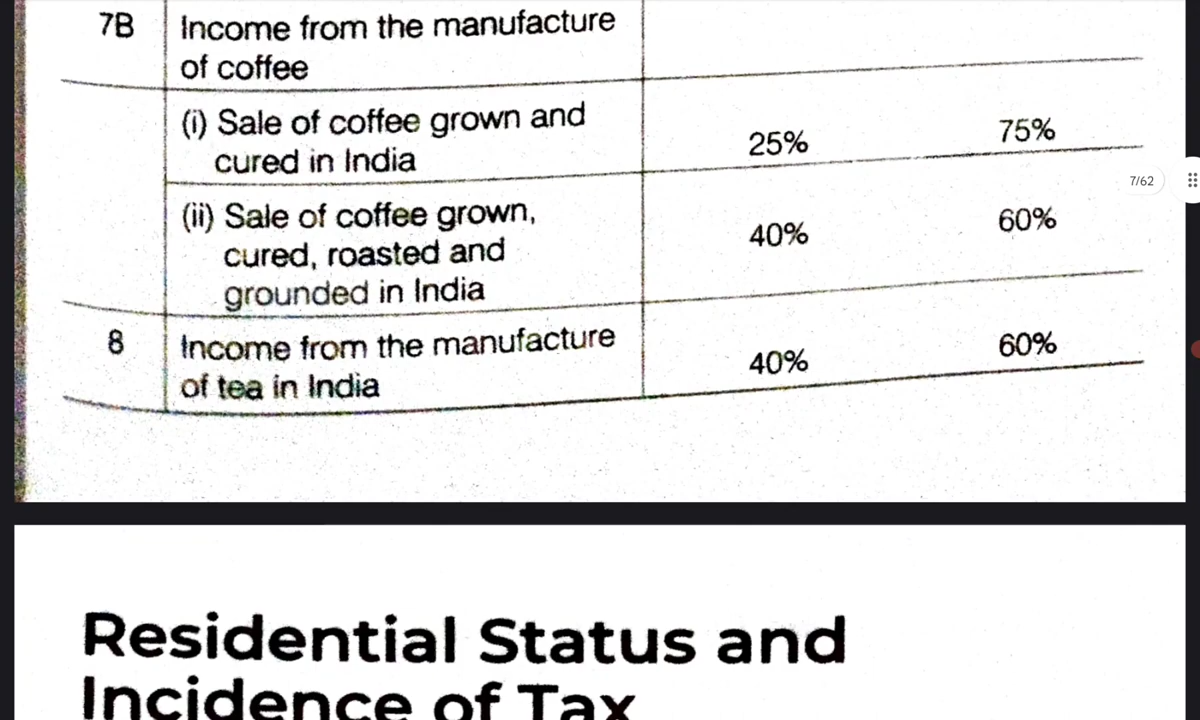 7B Income from the manufacture
of coffee
(i) Sale of coffee grown and
cured in India 25% 75%
7/62
(ii) Sale of coffee grown,
cured, roasted and 40% 60%
grounded in India
8 Income from the manufacture
of tea in India 40% 60%
Residential Status and
Incidence of Tax